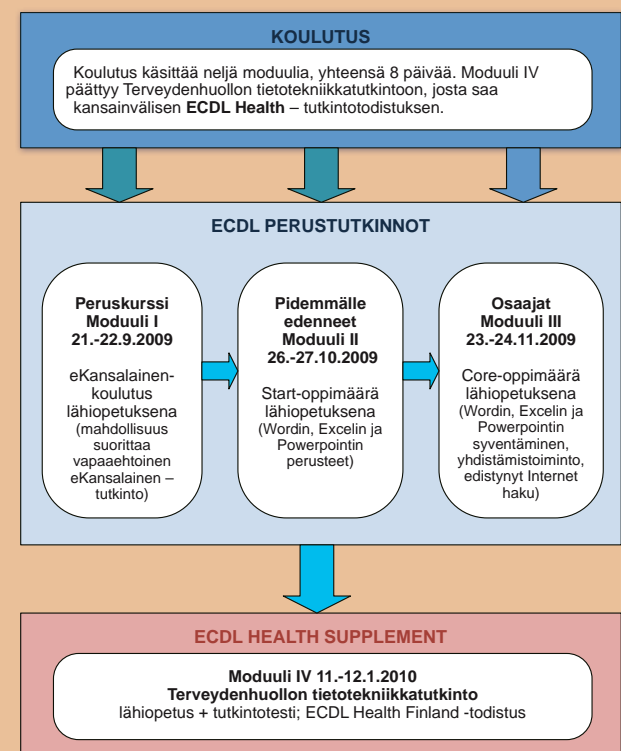 KOULUTUS
Koulutus käsittää neljä moduulia, yhteensä 8 päivää. Moduuli IV
päättyy Terveydenhuollon tietotekniikkatutkintoon, josta saa
kansainvälisen ECDL Health – tutkintotodistuksen.
ECDL PERUSTUTKINNOT
Peruskurssi
Moduuli I
21.-22.9.2009
eKansalainen-
koulutus
lähiopetuksena
(mahdollisuus
suorittaa
vapaaehtoinen
eKansalainen –
tutkinto)
Pidemmälle
edenneet
Moduuli II
26.-27.10.2009
Start-oppimäärä
lähiopetuksena
(Wordin, Excelin ja
Powerpointin
perusteet)
Osaajat
Moduuli III
23.-24.11.2009
Core-oppimäärä
lähiopetuksena
(Wordin, Excelin ja
Powerpointin
syventäminen,
yhdistämistoiminto,
edistynyt Internet
haku)
ECDL HEALTH SUPPLEMENT
Moduuli IV 11.-12.1.2010
Terveydenhuollon tietotekniikkatutkinto
lähiopetus + tutkintotesti; ECDL Health Finland -todistus